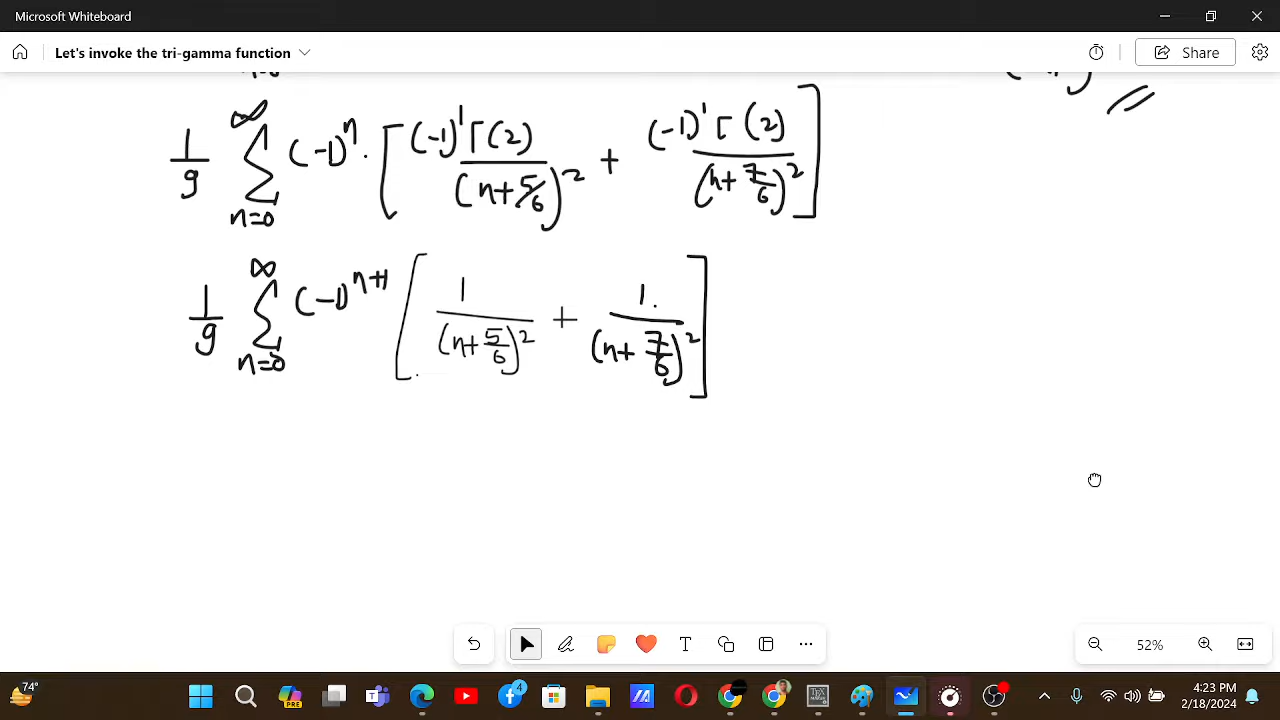 Microsoft Whiteboard
Let's invoke the tri-gamma function
Share
1/9 ∑_{n=0}^{∞} (-1)^n · [ (-1)^1 Γ(2) / (n+5/6)^2 + (-1)^1 Γ(2) / (n+7/6)^2 ]
1/9 ∑_{n=0}^{∞} (-1)^{n+1} [ 1 / (n+5/6)^2 + 1. / (n+7/6)^2 ]
52%
74°
PRE
4
4:23 PM
2/18/2024